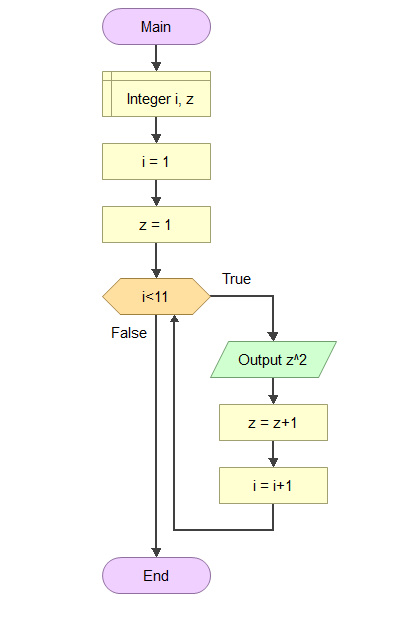 Main
Integer i, z
i = 1
z = 1
i<11
True
False
Output z^2
z = z+1
i = i+1
End